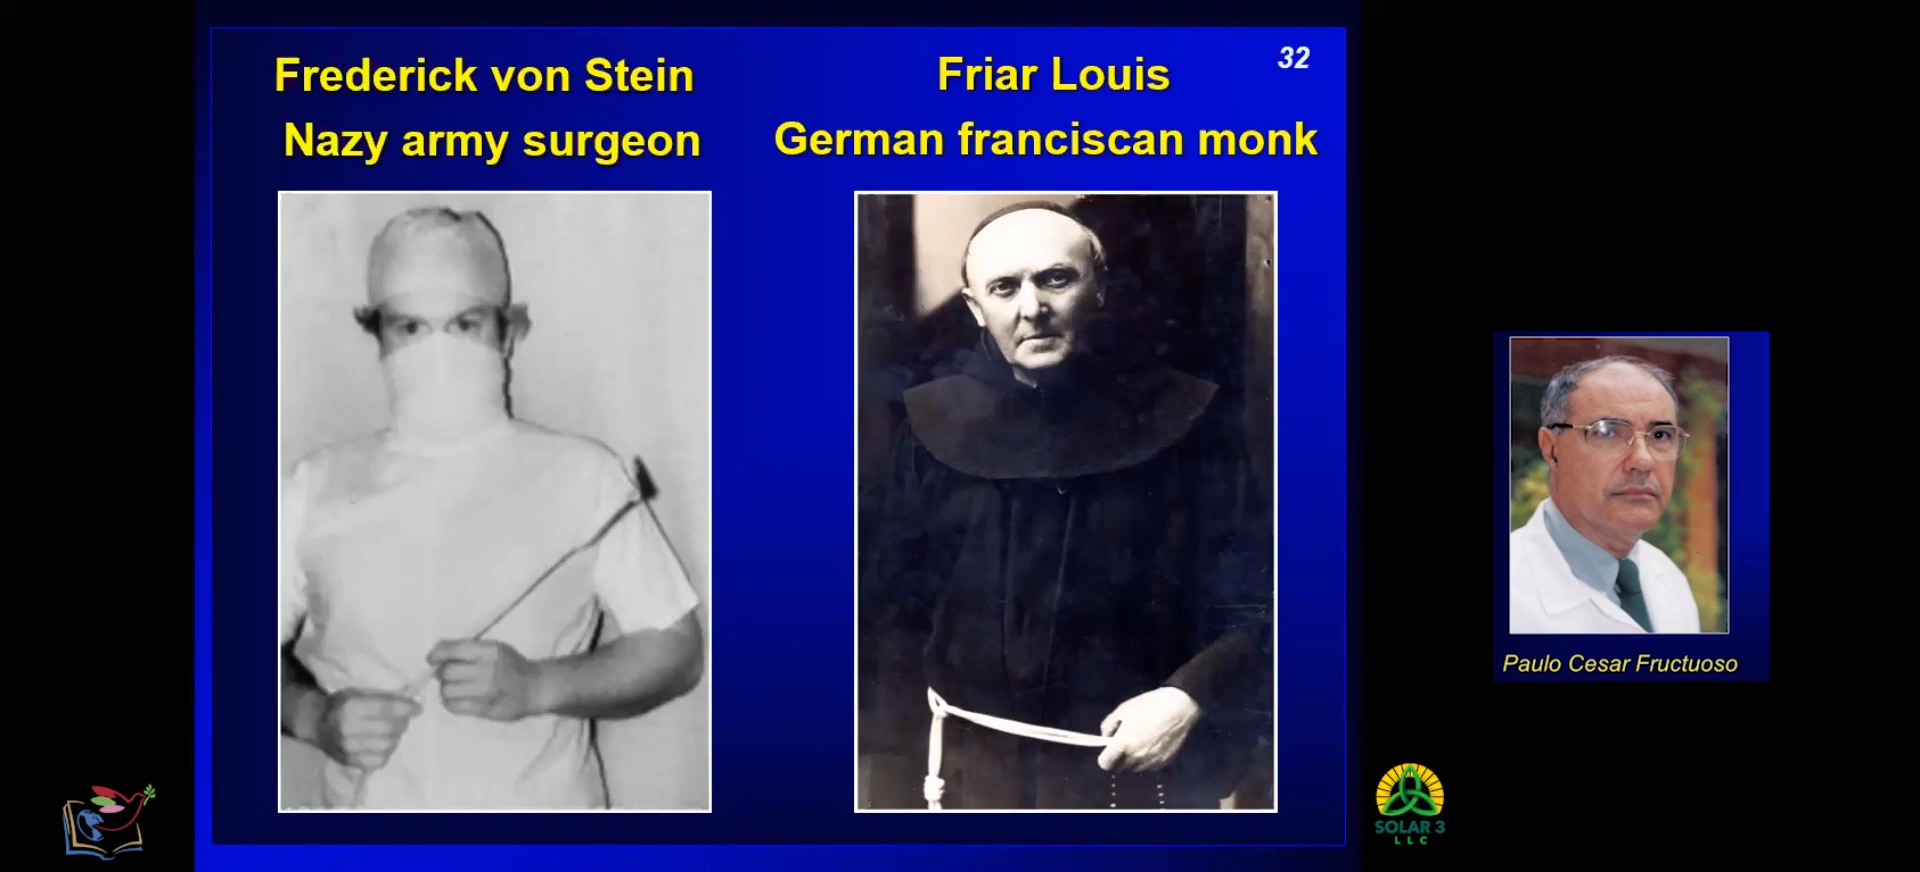 Frederick von Stein
Nazy army surgeon
Friar Louis
German franciscan monk
32
Paulo Cesar Fructuoso
SOLAR 3
LLC